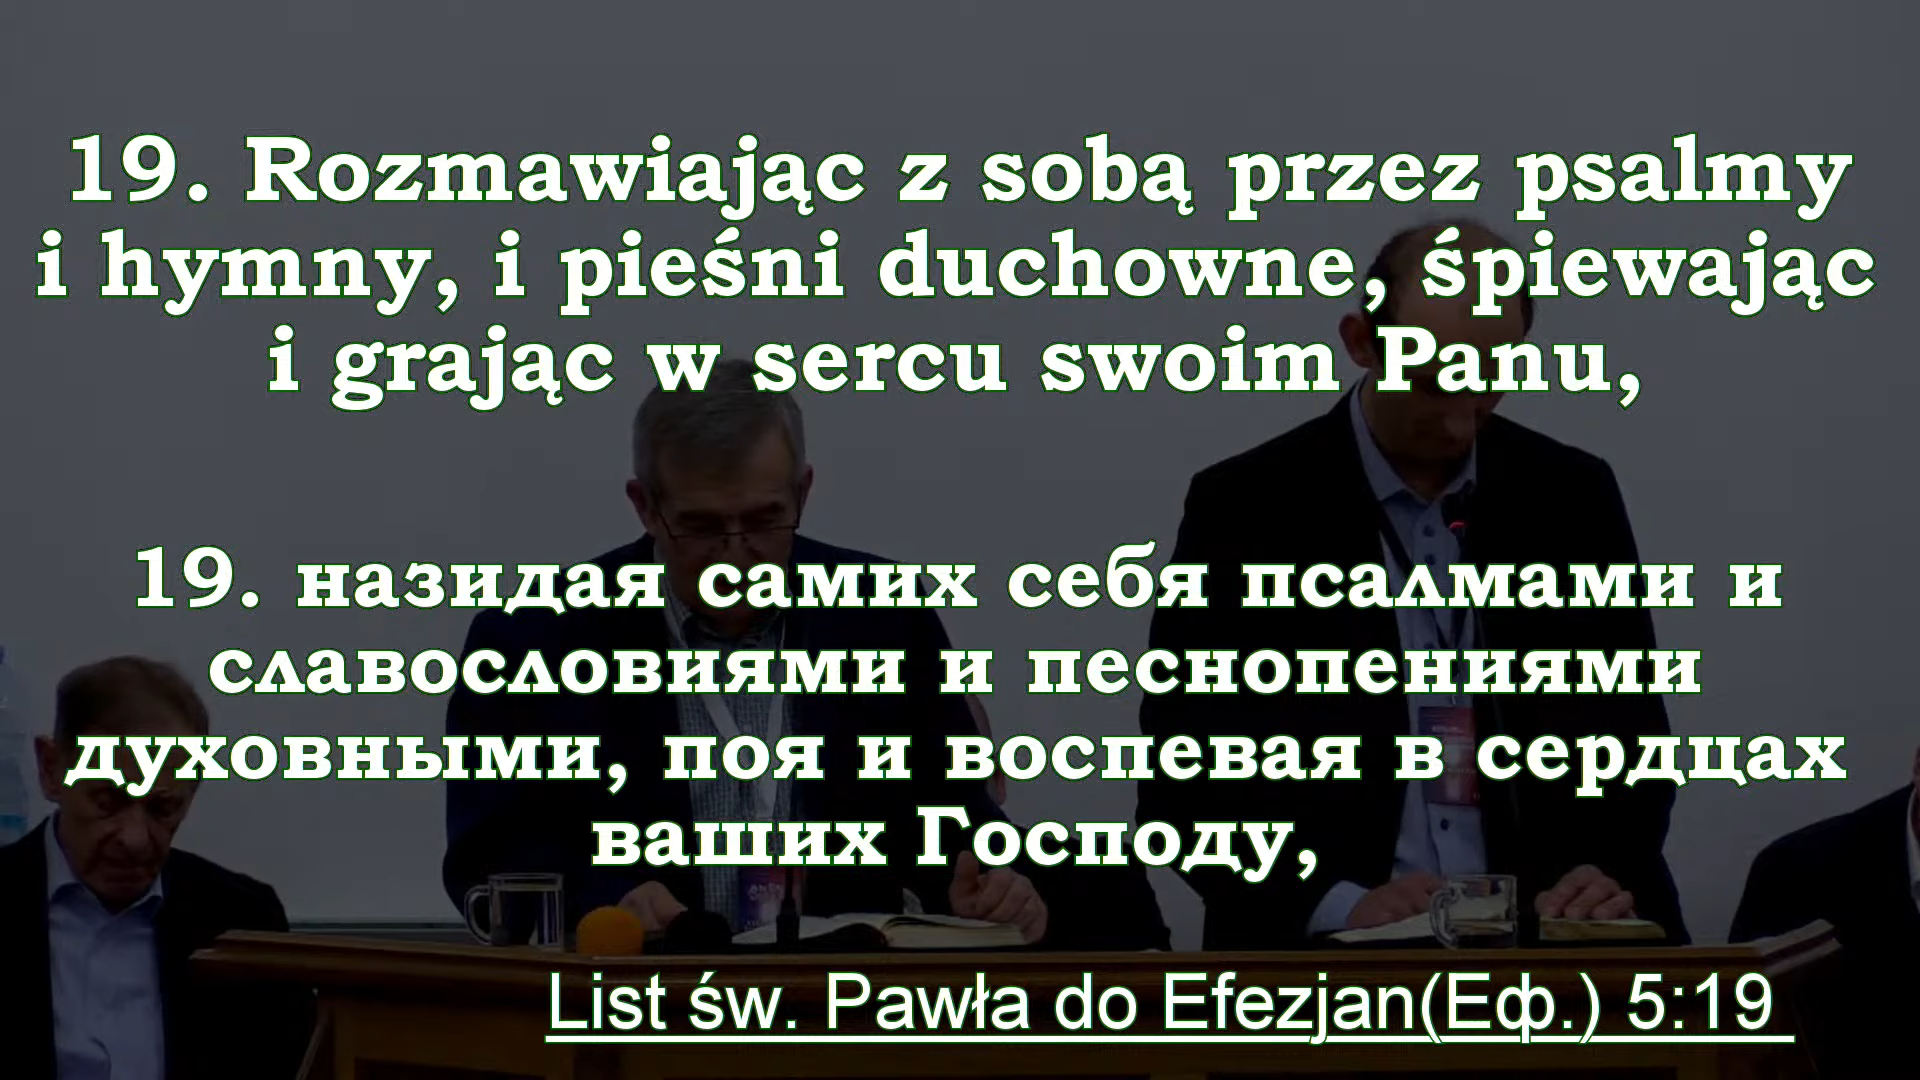 19. Rozmawiając z sobą przez psalmy
i hymny, i pieśni duchowne, śpiewając
i grając w sercu swoim Panu,
19. назидая самих себя псалмами и
славословиями и песнопениями
духовными, поя и воспевая в сердцах
ваших Господу,
List św. Pawła do Efezjan(Еф.) 5:19